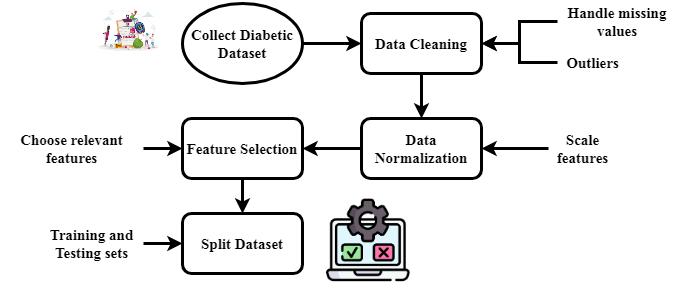 Collect Diabetic
Dataset
Data Cleaning
Handle missing
values
Outliers
Choose relevant
features
Feature Selection
Data
Normalization
Scale
features
Training and
Testing sets
Split Dataset